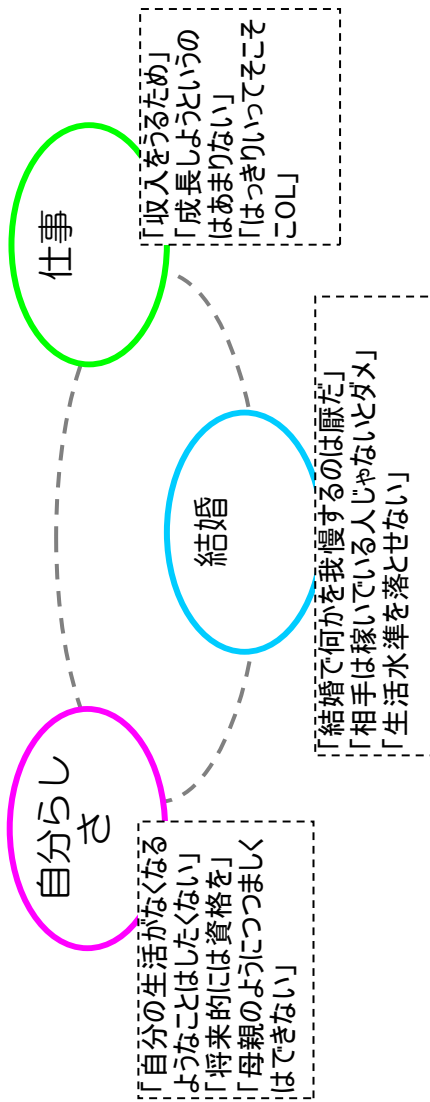 自分らし
さ
「自分の生活がなくなる
ようなことはしたくない」
「将来的には資格を」
「母親のようにつつましく
はできない」
結婚
「結婚で何かを我慢するのは厭だ」
「相手は稼いでいる人じゃないとダメ」
「生活水準を落とせない」
仕事
「収入をうるため」
「成長しようというの
はあまりない」
「はっきりいってそこそ
こOL」